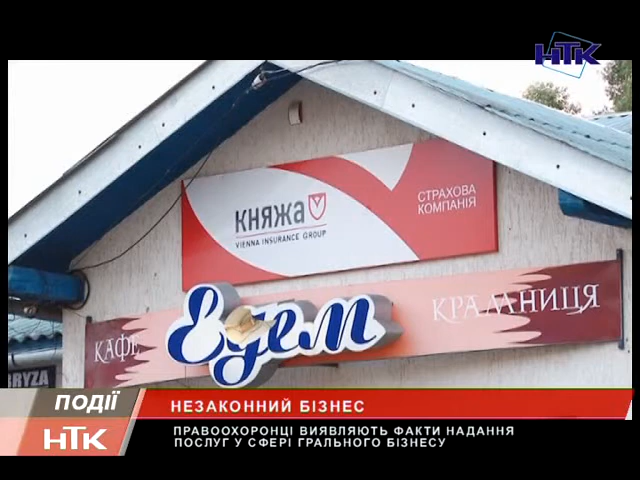 НТК
КНЯЖА
VIENNA INSURANCE GROUP
СТРАХОВА
КОМПАНІЯ
КАФЕ
Едем
КРАМНИЦЯ
RYZA
ПОДІЇ
НЕЗАКОННИЙ БІЗНЕС
НТК
ПРАВООХОРОНЦІ ВИЯВЛЯЮТЬ ФАКТИ НАДАННЯ
ПОСЛУГ У СФЕРІ ГРАЛЬНОГО БІЗНЕСУ